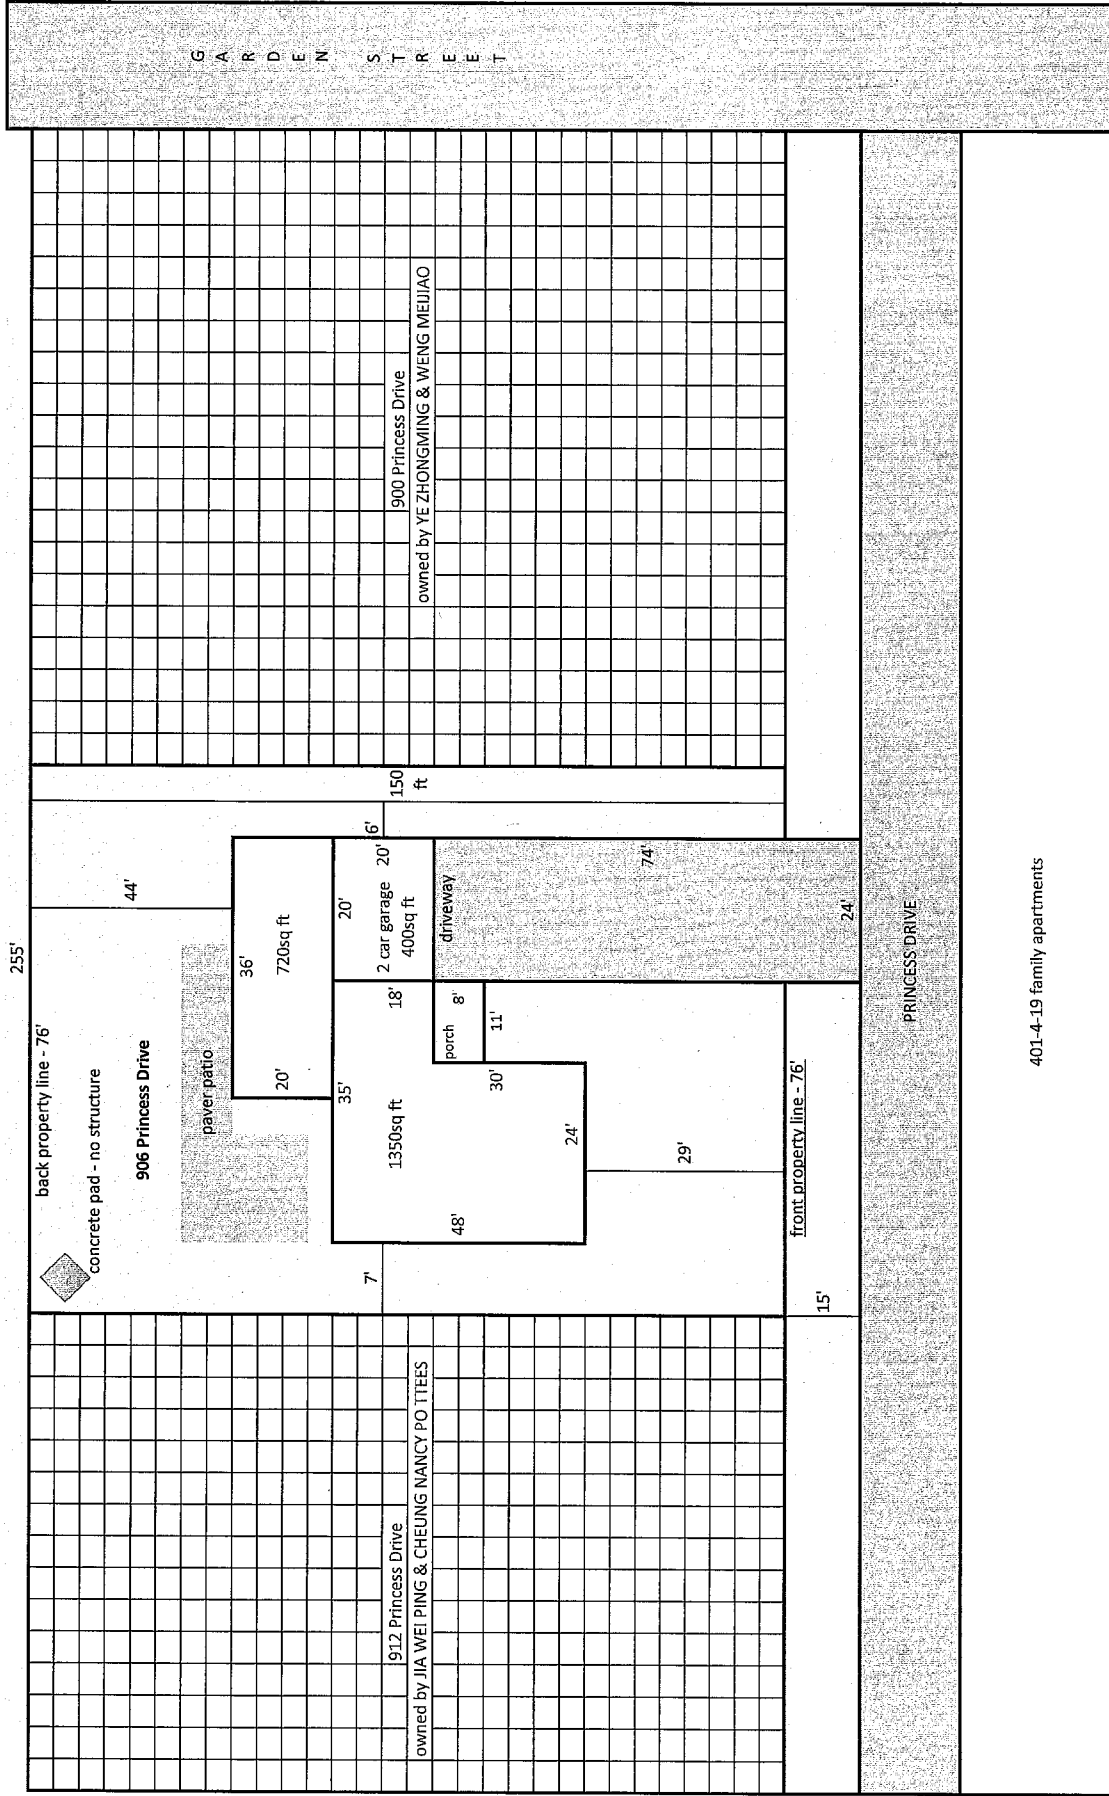 255'
back property line - 76'
concrete pad - no structure
906 Princess Drive
44'
paver patio
36'
720sq ft
20'
35'
1350sq ft
48'
24'
30'
18'
porch
8'
11'
20'
2 car garage
400sq ft
20'
6'
driveway
74'
24'
7'
29'
front property line - 76'
15'
150
ft
912 Princess Drive
owned by JIA WEI PING & CHEUNG NANCY PO TTEES
900 Princess Drive
owned by YE ZHONGMING & WENG MEIJIAO
GARDEN STREET
PRINCESS DRIVE
401-4-19 family apartments